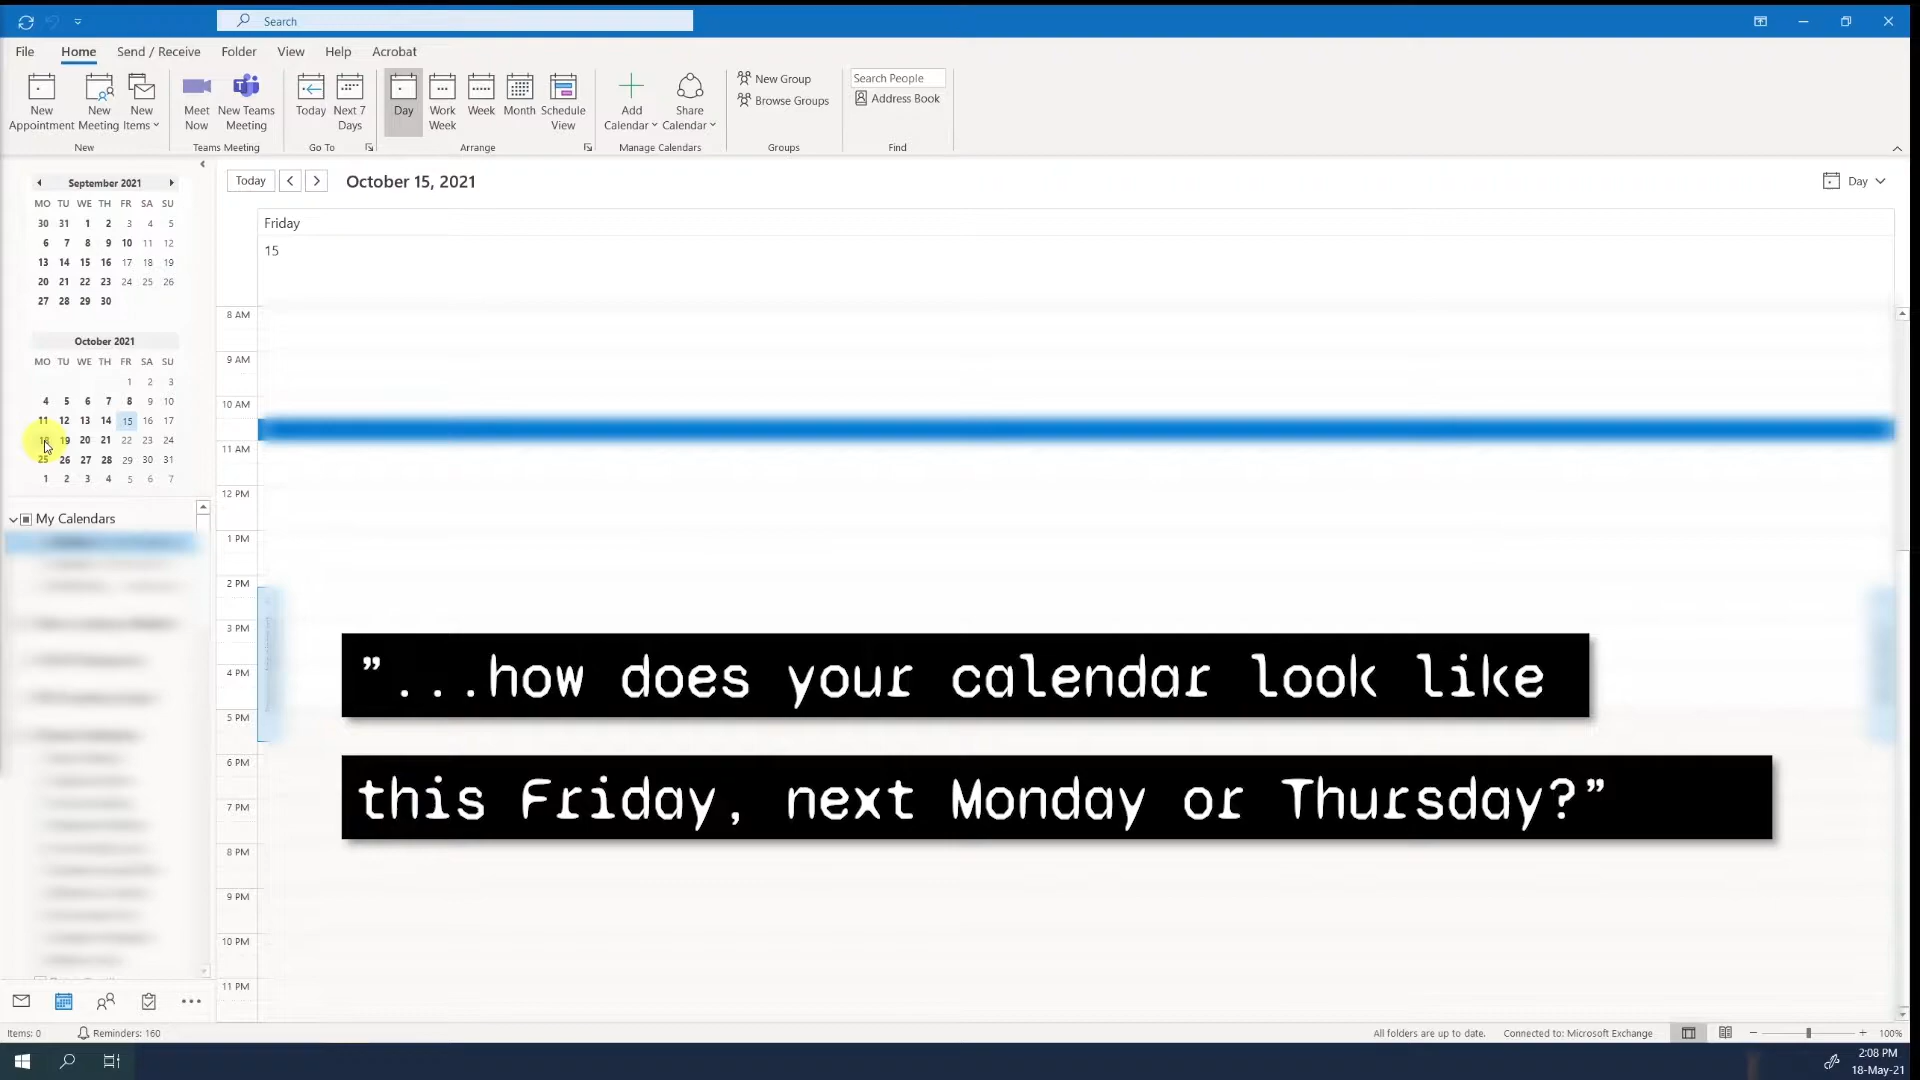 Search
File Home Send / Receive Folder View Help Acrobat
New Appointment
New Meeting
New Items
Meet Now
New Teams Meeting
Today
Next 7 Days
Day
Work Week
Week
Month
Schedule View
Add Calendar
Share Calendar
New Group
Browse Groups
Search People
Address Book
New
Teams Meeting
Go To
Arrange
Manage Calendars
Groups
Find
September 2021
MO TU WE TH FR SA SU
30 31 1 2 3 4 5
6 7 8 9 10 11 12
13 14 15 16 17 18 19
20 21 22 23 24 25 26
27 28 29 30
October 2021
MO TU WE TH FR SA SU
1 2 3
4 5 6 7 8 9 10
11 12 13 14 15 16 17
18 19 20 21 22 23 24
25 26 27 28 29 30 31
1 2 3 4 5 6 7
My Calendars
Today
October 15, 2021
Day
Friday
15
8 AM
9 AM
10 AM
11 AM
12 PM
1 PM
2 PM
3 PM
4 PM
5 PM
6 PM
7 PM
8 PM
9 PM
10 PM
11 PM
"...how does your calendar look like
this Friday, next Monday or Thursday?"
Items: 0
Reminders: 160
All folders are up to date.
Connected to: Microsoft Exchange
100%
2:08 PM
18-May-21